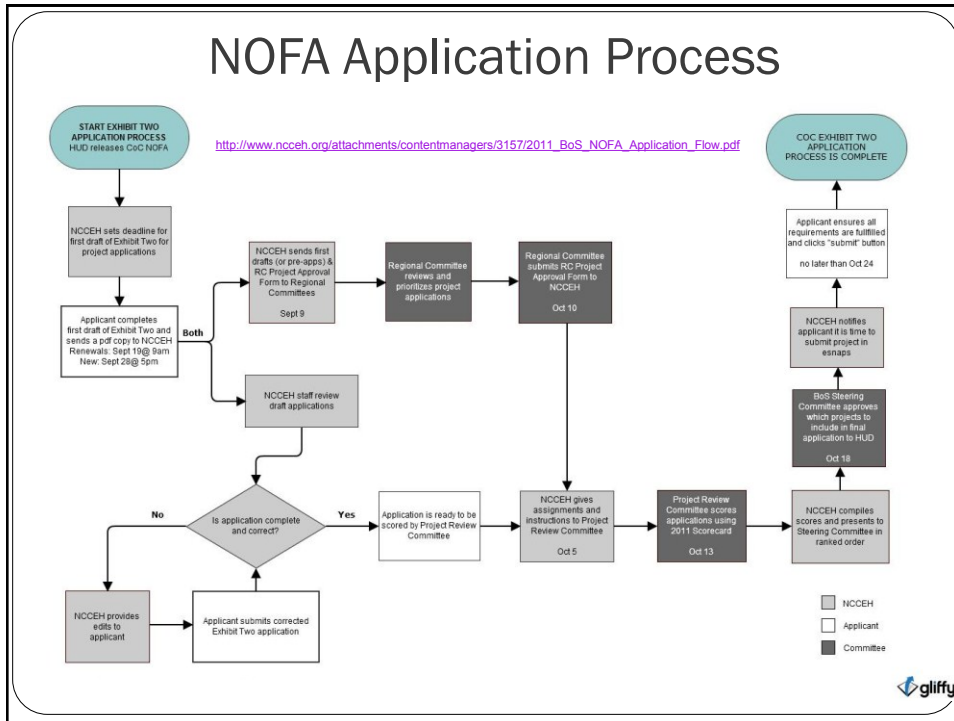 NOFA Application Process
START EXHIBIT TWO
APPLICATION PROCESS
HUD releases CoC NOFA
http://www.ncceh.org/attachments/contentmanagers/3157/2011_BoS_NOFA_Application_Flow.pdf
COC EXHIBIT TWO
APPLICATION
PROCESS IS COMPLETE
NCCEH sets deadline for
first draft of Exhibit Two for
project applications
Applicant completes
first draft of Exhibit Two and
sends a pdf copy to NCCEH
Renewals: Sept 19@ 9am
New: Sept 28@ 5pm
Both
NCCEH sends first
drafts (or pre-apps) &
RC Project Approval
Form to Regional
Committees
Sept 9
Regional Committee
reviews and
prioritizes project
applications
Regional Committee
submits RC Project
Approval Form to
NCCEH
Oct 10
NCCEH staff review
draft applications
Is application complete
and correct?
No
NCCEH provides
edits to
applicant
Applicant submits corrected
Exhibit Two application
Yes
Application is ready to be
scored by Project Review
Committee
NCCEH gives
assignments and
instructions to Project
Review Committee
Oct 5
Project Review
Committee scores
applications using
2011 Scorecard
Oct 13
NCCEH compiles
scores and presents to
Steering Committee in
ranked order
BoS Steering
Committee approves
which projects to
include in final
application to HUD
Oct 18
NCCEH notifies
applicant it is time to
submit project in
esnaps
Applicant ensures all
requirements are fullfilled
and clicks "submit" button
no later than Oct 24
NCCEH
Applicant
Committee
gliffy